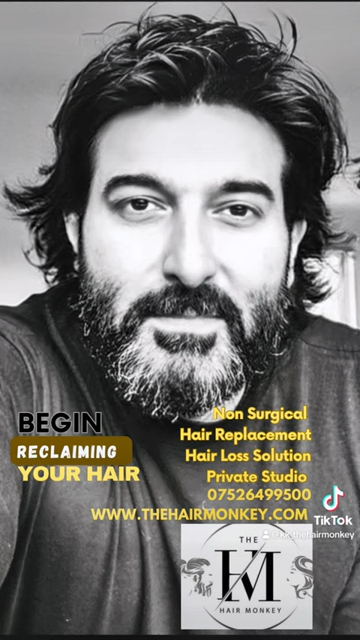 BEGIN
RECLAIMING
YOUR HAIR
Non Surgical
Hair Replacement
Hair Loss Solution
Private Studio
07526499500
WWW.THEHAIRMONKEY.COM
TikTok
THE
HM
HAIR MONKEY